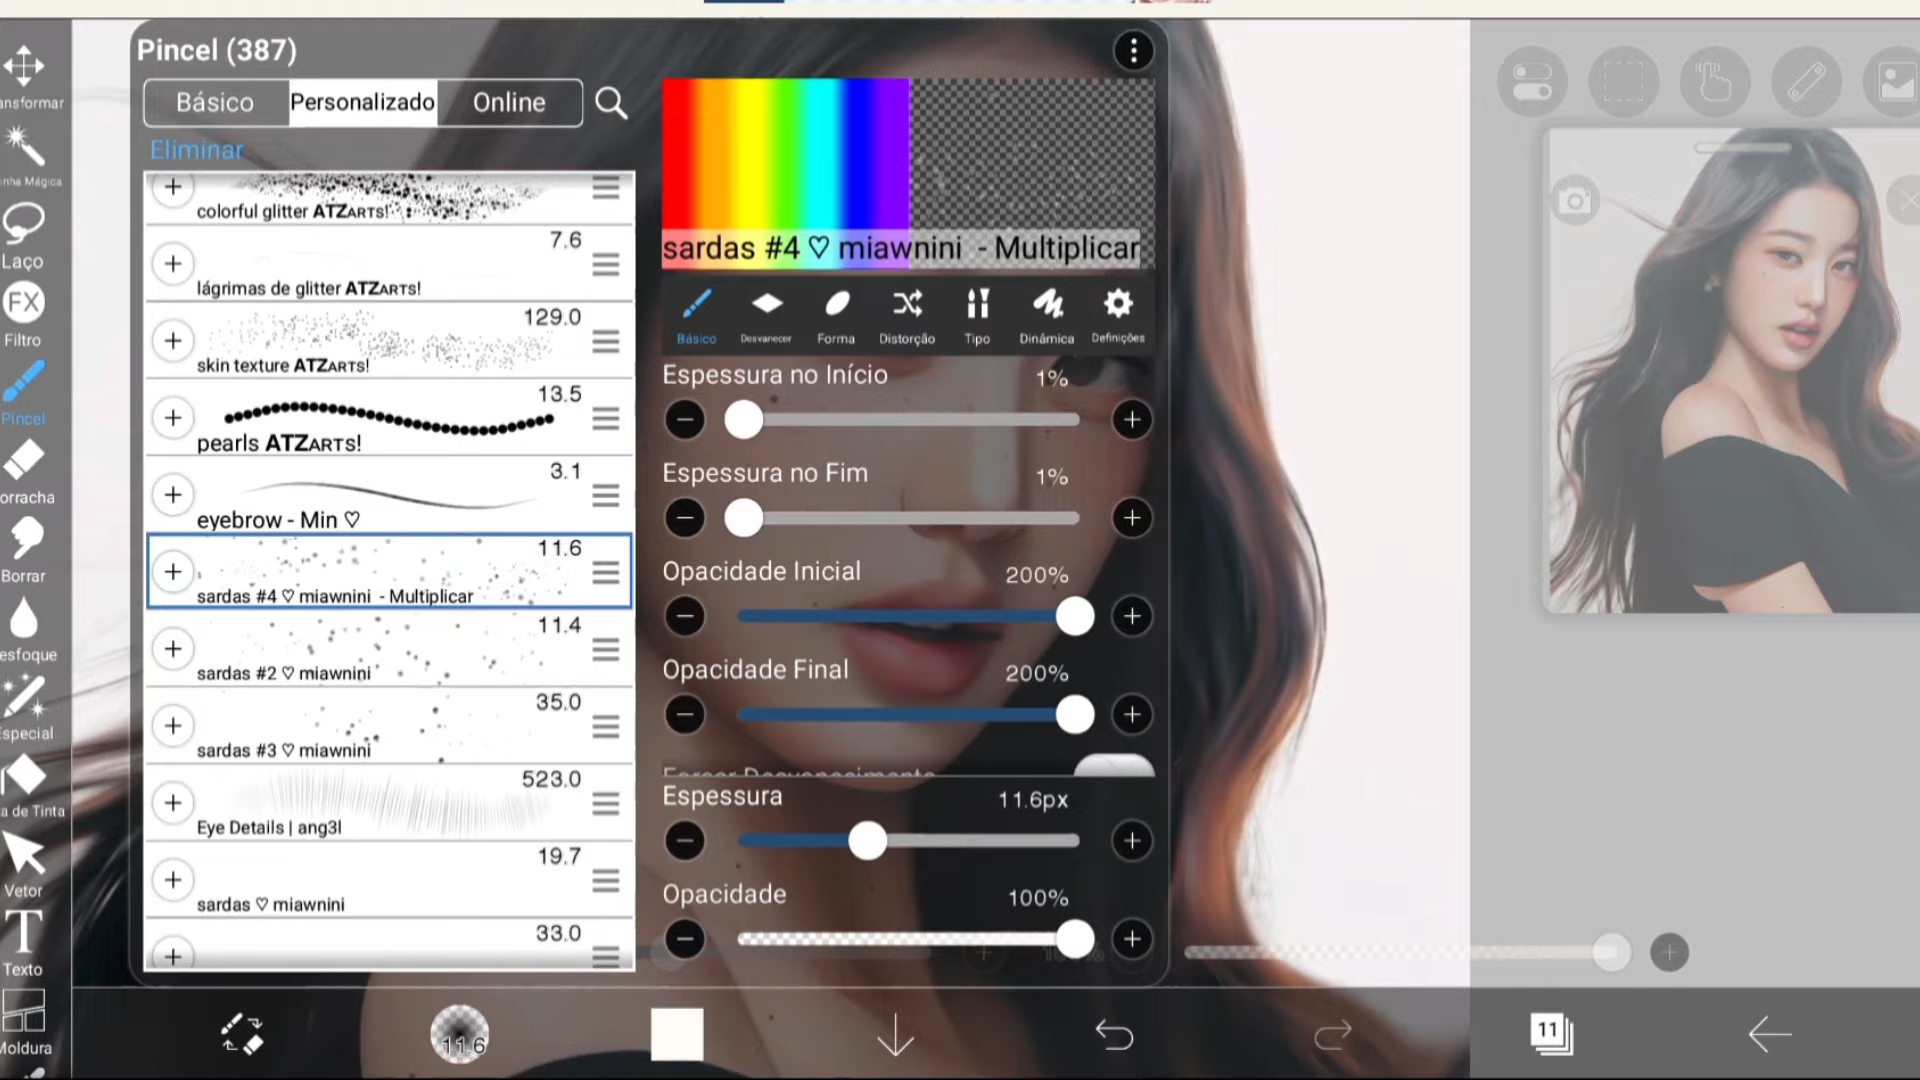 Pincel (387)
Básico
Personalizado
Online
Eliminar
colorful glitter ATZARTS!
7.6
lágrimas de glitter ATZARTS!
129.0
skin texture ATZARTS!
13.5
pearls ATZARTS!
3.1
eyebrow - Min ♡
11.6
sardas #4 ♡ miawnini - Multiplicar
11.4
sardas #2 ♡ miawnini
35.0
sardas #3 ♡ miawnini
523.0
Eye Details | ang3l
19.7
sardas ♡ miawnini
33.0
sardas #4 ♡ miawnini - Multiplicar
Básico
Desvanecer
Forma
Distorção
Tipo
Dinâmica
Definições
Espessura no Início
1%
Espessura no Fim
1%
Opacidade Inicial
200%
Opacidade Final
200%
Espessura
11.6px
Opacidade
100%
ansformar
inha Mágica
Laço
FX
Filtro
Pincel
orracha
Borrar
esfoque
Especial
a de Tinta
Vetor
T
Texto
Moldura
11.6
11